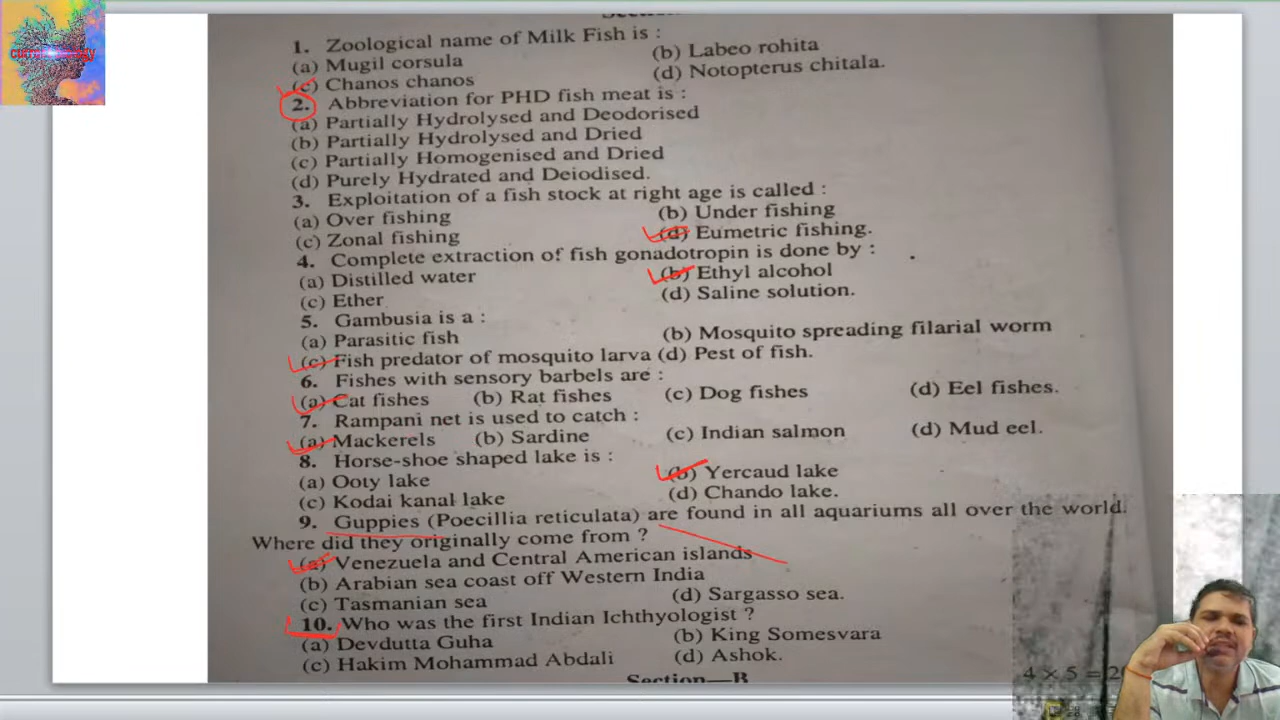 1. Zoological name of Milk Fish is :
(a) Mugil corsula (b) Labeo rohita
(c) Chanos chanos (d) Notopterus chitala.
2. Abbreviation for PHD fish meat is :
(a) Partially Hydrolysed and Deodorised
(b) Partially Hydrolysed and Dried
(c) Partially Homogenised and Dried
(d) Purely Hydrated and Deiodised.
3. Exploitation of a fish stock at right age is called :
(a) Over fishing (b) Under fishing
(c) Zonal fishing (d) Eumetric fishing.
4. Complete extraction of fish gonadotropin is done by :
(a) Distilled water (b) Ethyl alcohol
(c) Ether (d) Saline solution.
5. Gambusia is a :
(a) Parasitic fish (b) Mosquito spreading filarial worm
(c) Fish predator of mosquito larva (d) Pest of fish.
6. Fishes with sensory barbels are :
(a) Cat fishes (b) Rat fishes (c) Dog fishes (d) Eel fishes.
7. Rampani net is used to catch :
(a) Mackerels (b) Sardine (c) Indian salmon (d) Mud eel.
8. Horse-shoe shaped lake is :
(a) Ooty lake (b) Yercaud lake
(c) Kodai kanal lake (d) Chando lake.
9. Guppies (Poecillia reticulata) are found in all aquariums all over the world.
Where did they originally come from ?
(a) Venezuela and Central American islands
(b) Arabian sea coast off Western India
(c) Tasmanian sea (d) Sargasso sea.
10. Who was the first Indian Ichthyologist ?
(a) Devdutta Guha (b) King Somesvara
(c) Hakim Mohammad Abdali (d) Ashok.
Section—B
4 × 5 = 20